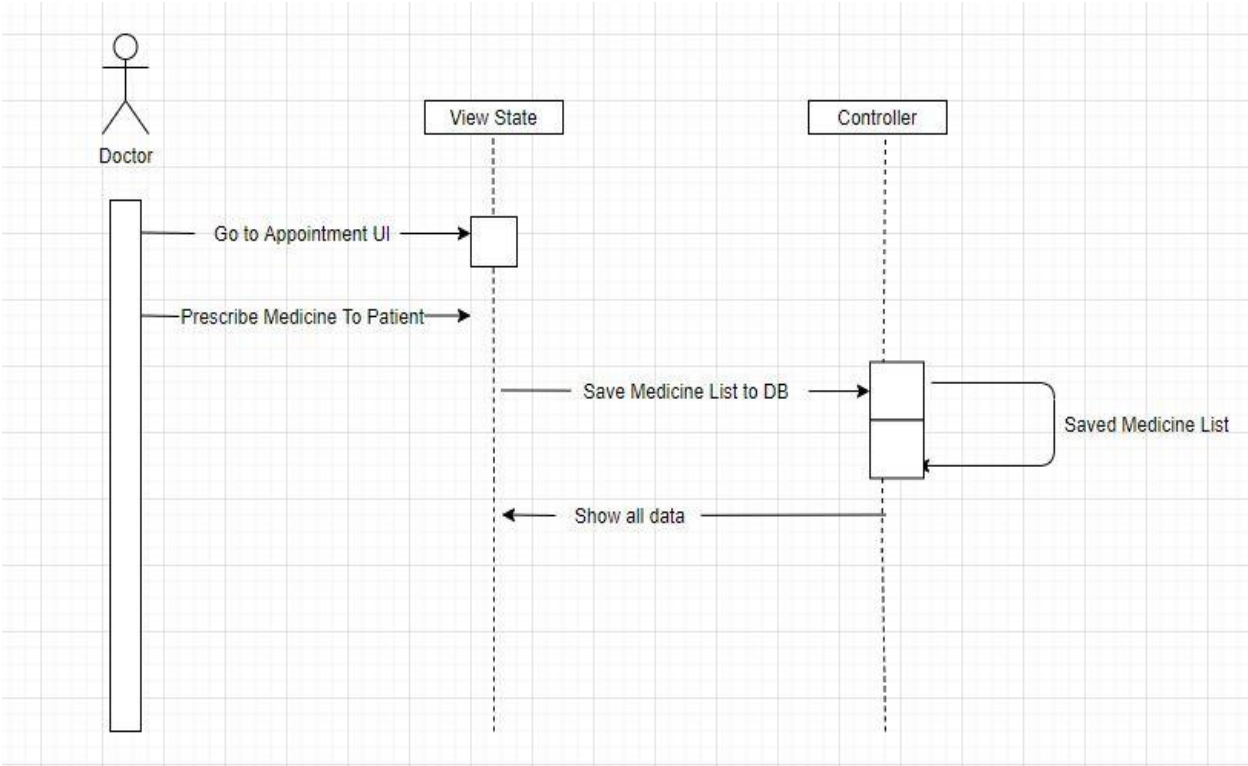 Doctor
View State
Controller
Go to Appointment UI
Prescribe Medicine To Patient
Save Medicine List to DB
Saved Medicine List
Show all data